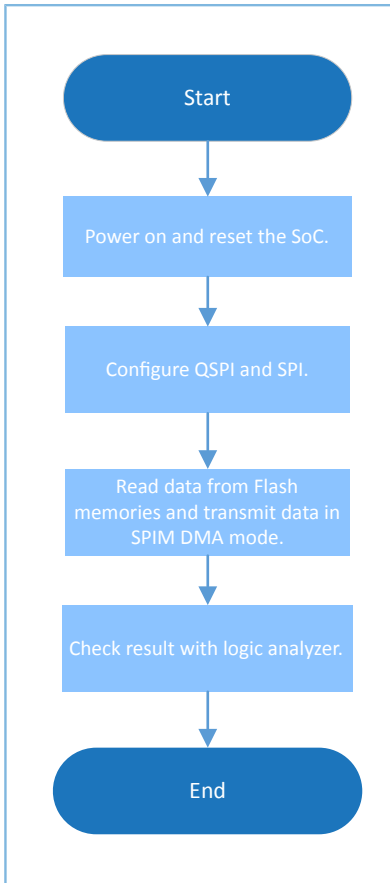 Start
Power on and reset the SoC.
Configure QSPI and SPI.
Read data from Flash
memories and transmit data in
SPIM DMA mode.
Check result with logic analyzer.
End